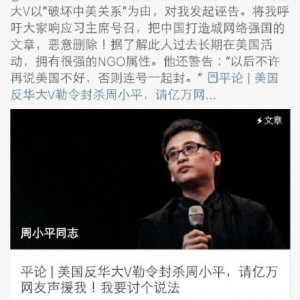 大V以“破坏中美关系”为由，对我发起诬告。将我呼
吁大家响应习主席号召，把中国打造城网络强国的
文章，恶意删除！据了解此人过去长期在美国活
动，拥有很强的NGO属性。他还警告：“以后不许
再说美国不好，否则连号一起封。”平论 | 美国
反华大V勒令封杀周小平，请亿万网...
文章
周小平同志
平论 | 美国反华大V勒令封杀周小平，请亿万
网友声援我！我要讨个说法